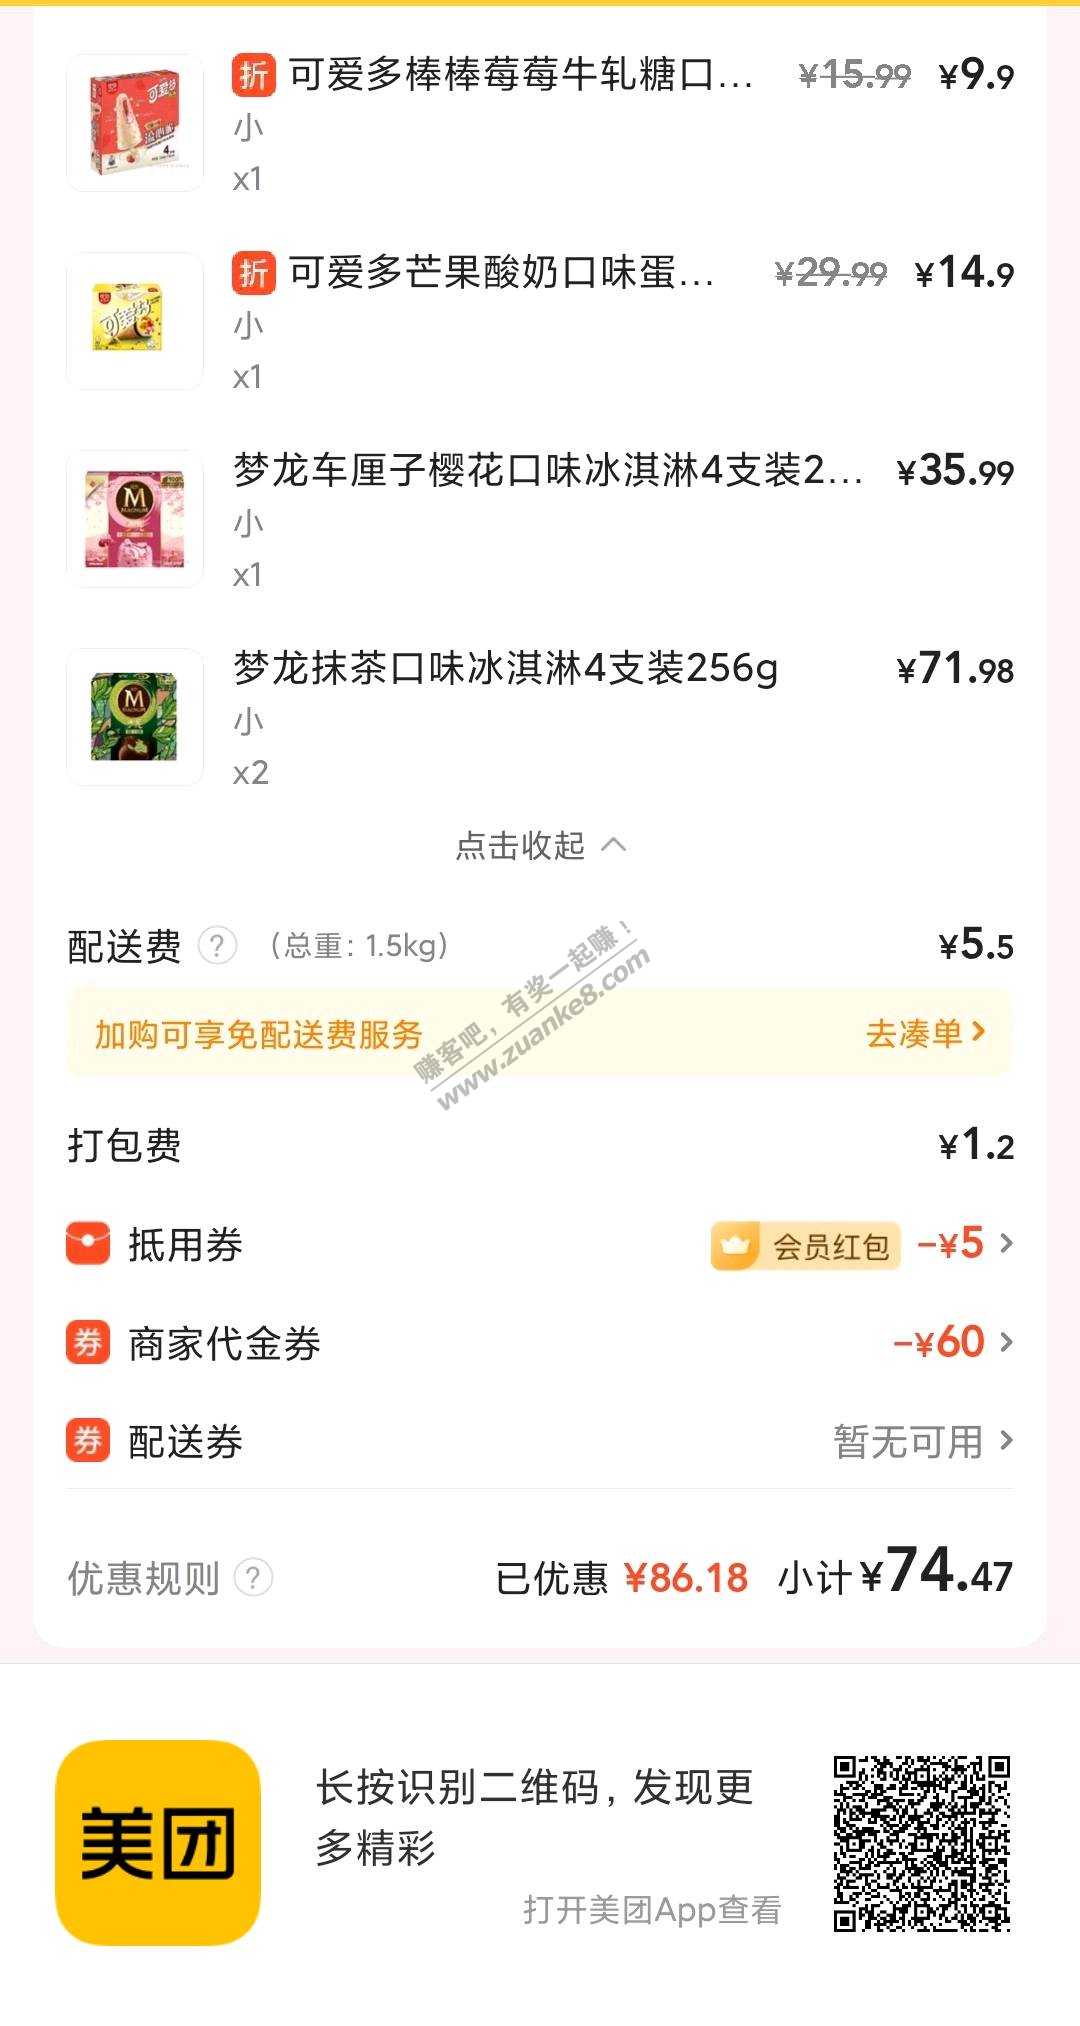 折 可爱多棒棒莓莓牛轧糖口... ¥15.99 ¥9.9
小
x1
折 可爱多芒果酸奶口味蛋... ¥29.99 ¥14.9
小
x1
梦龙车厘子樱花口味冰淇淋4支装2... ¥35.99
小
x1
梦龙抹茶口味冰淇淋4支装256g ¥71.98
小
x2
点击收起
配送费 ? (总重: 1.5kg) ¥5.5
加购可享免配送费服务 去凑单
赚客吧，有奖一起赚！
www.zuanke8.com
打包费 ¥1.2
抵用券 会员红包 -¥5
券 商家代金券 -¥60
券 配送券 暂无可用
优惠规则 ? 已优惠 ¥86.18 小计 ¥74.47
美团
长按识别二维码，发现更
多精彩
打开美团App查看